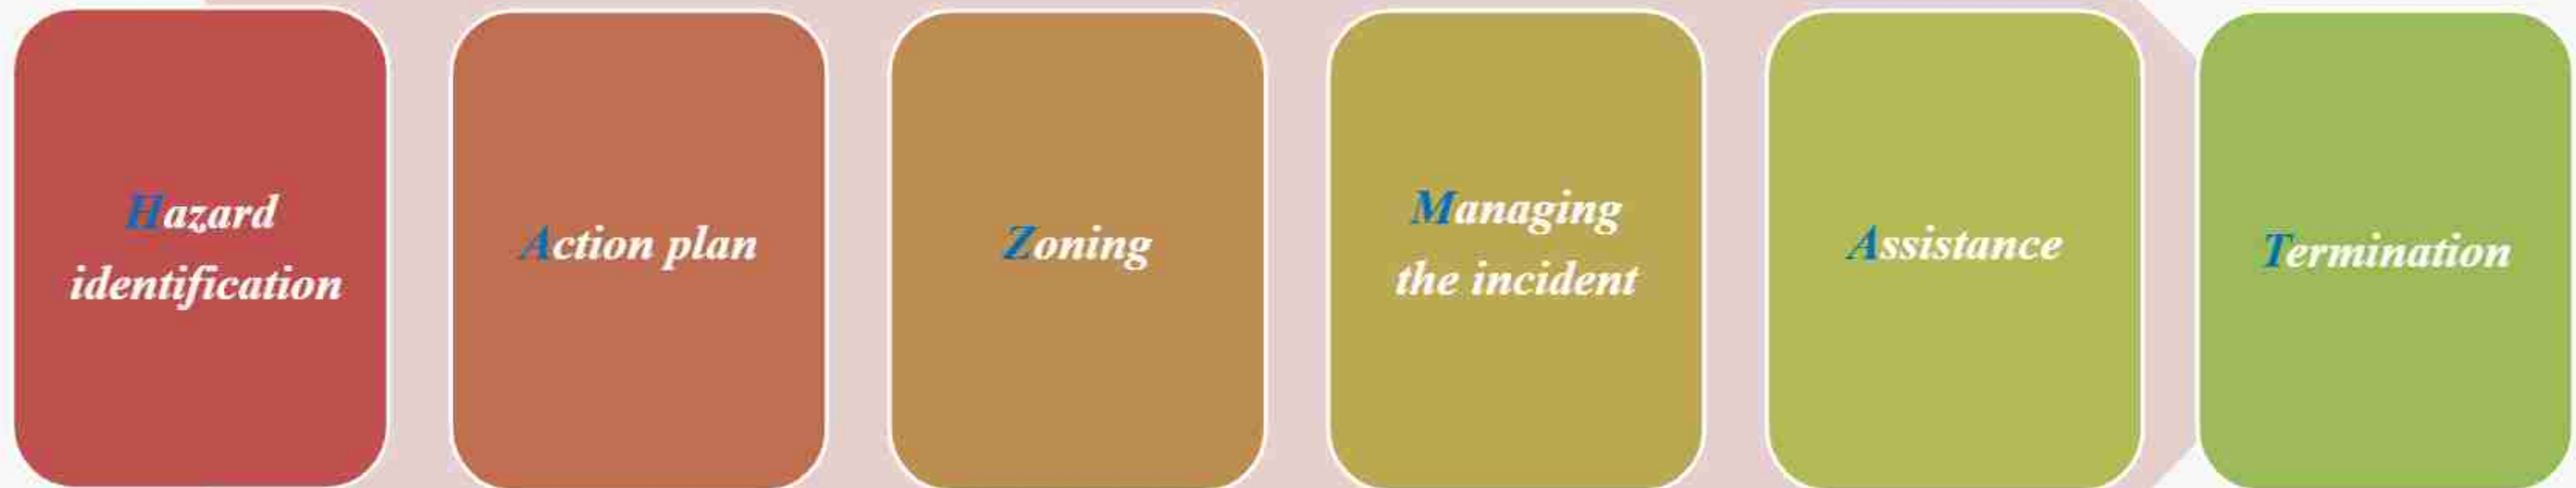 Hazard
identification
Action plan
Zoning
Managing
the incident
Assistance
Termination